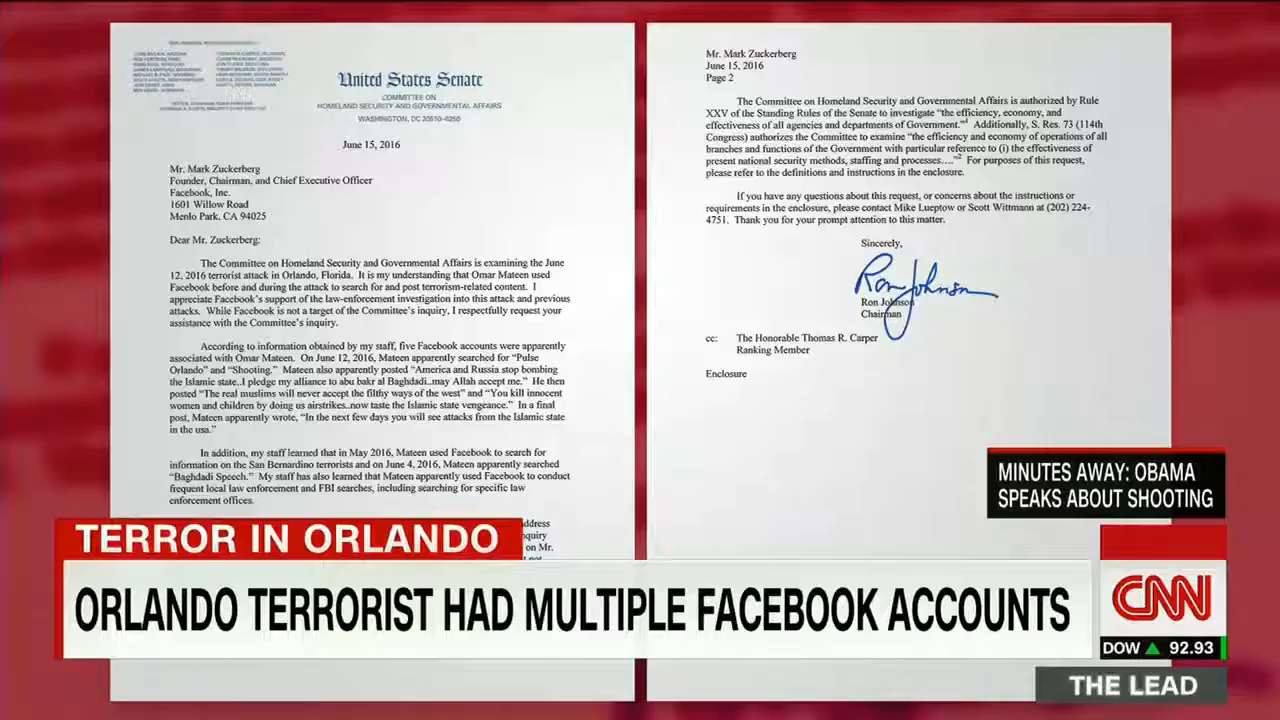 United States Senate
COMMITTEE ON
HOMELAND SECURITY AND GOVERNMENTAL AFFAIRS
WASHINGTON, DC 20510-6250
June 15, 2016
Mr. Mark Zuckerberg
Founder, Chairman, and Chief Executive Officer
Facebook, Inc.
1601 Willow Road
Menlo Park, CA 94025
Dear Mr. Zuckerberg:
The Committee on Homeland Security and Governmental Affairs is examining the June
12, 2016 terrorist attack in Orlando, Florida. It is my understanding that Omar Mateen used
Facebook before and during the attack to search for and post terrorism-related content. I
appreciate Facebook's support of the law-enforcement investigation into this attack and previous
attacks. While Facebook is not a target of the Committee's inquiry, I respectfully request your
assistance with the Committee's inquiry.
According to information obtained by my staff, five Facebook accounts were apparently
associated with Omar Mateen. On June 12, 2016, Mateen apparently searched for "Pulse
Orlando" and "Shooting." Mateen also apparently posted "America and Russia stop bombing
the Islamic state..I pledge my alliance to abu bakr al Baghdadi..may Allah accept me." He then
posted "The real muslims will never accept the filthy ways of the west" and "You kill innocent
women and children by doing us airstrikes..now taste the Islamic state vengeance." In a final
post, Mateen apparently wrote, "In the next few days you will see attacks from the Islamic state
in the usa."
In addition, my staff learned that in May 2016, Mateen used Facebook to search for
information on the San Bernardino terrorists and on June 4, 2016, Mateen apparently searched
"Baghdadi Speech." My staff has also learned that Mateen apparently used Facebook to conduct
frequent local law enforcement and FBI searches, including searching for specific law
enforcement offices.
on Mr.
Mr. Mark Zuckerberg
June 15, 2016
Page 2
The Committee on Homeland Security and Governmental Affairs is authorized by Rule
XXV of the Standing Rules of the Senate to investigate "the efficiency, economy, and
effectiveness of all agencies and departments of Government."1 Additionally, S. Res. 73 (114th
Congress) authorizes the Committee to examine "the efficiency and economy of operations of all
branches and functions of the Government with particular reference to (i) the effectiveness of
present national security methods, staffing and processes…."2 For purposes of this request,
please refer to the definitions and instructions in the enclosure.
If you have any questions about this request, or concerns about the instructions or
requirements in the enclosure, please contact Mike Lueptow or Scott Wittmann at (202) 224-
4751. Thank you for your prompt attention to this matter.
Sincerely,
Ron Johnson
Ron Johnson
Chairman
cc: The Honorable Thomas R. Carper
Ranking Member
Enclosure
MINUTES AWAY: OBAMA
SPEAKS ABOUT SHOOTING
TERROR IN ORLANDO
ORLANDO TERRORIST HAD MULTIPLE FACEBOOK ACCOUNTS
CNN
DOW 92.93
THE LEAD